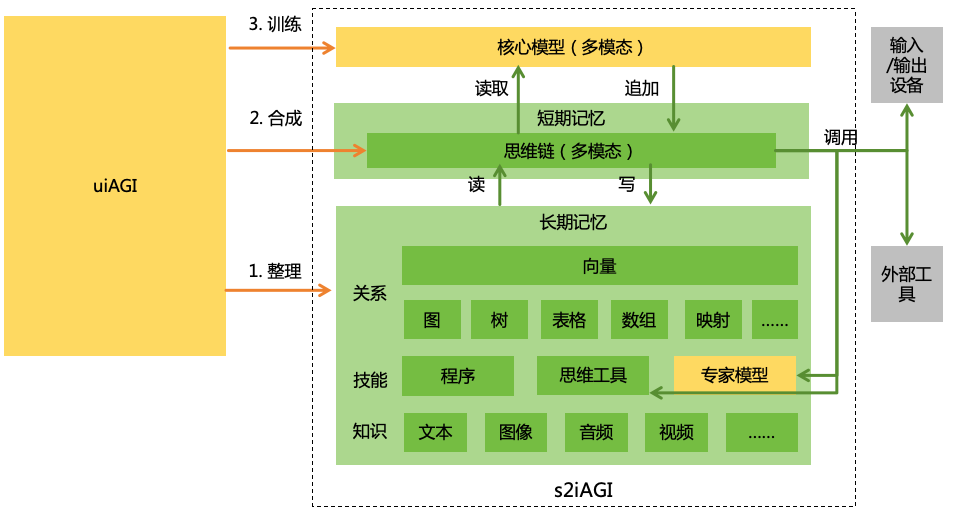 3. 训练
核心模型（多模态）
输入
/输出
设备
读取
追加
2. 合成
短期记忆
思维链（多模态）
调用
uiAGI
读
写
长期记忆
1. 整理
向量
外部工
具
关系
图
树
表格
数组
映射
......
技能
程序
思维工具
专家模型
知识
文本
图像
音频
视频
......
s2iAGI